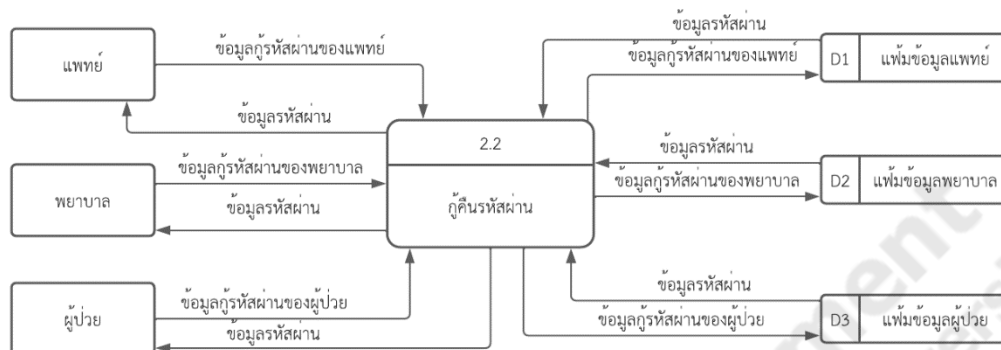 ข้อมูลรหัสผ่าน
ข้อมูลกู้รหัสผ่านของแพทย์
ข้อมูลกู้รหัสผ่านของแพทย์
แพทย์
D1 แฟ้มข้อมูลแพทย์
ข้อมูลรหัสผ่าน
2.2
ข้อมูลรหัสผ่าน
ข้อมูลกู้รหัสผ่านของพยาบาล
ข้อมูลกู้รหัสผ่านของพยาบาล
พยาบาล
D2 แฟ้มข้อมูลพยาบาล
ข้อมูลรหัสผ่าน
กู้คืนรหัสผ่าน
ข้อมูลรหัสผ่าน
ข้อมูลกู้รหัสผ่านของผู้ป่วย
ข้อมูลกู้รหัสผ่านของผู้ป่วย
ผู้ป่วย
D3 แฟ้มข้อมูลผู้ป่วย
ข้อมูลรหัสผ่าน